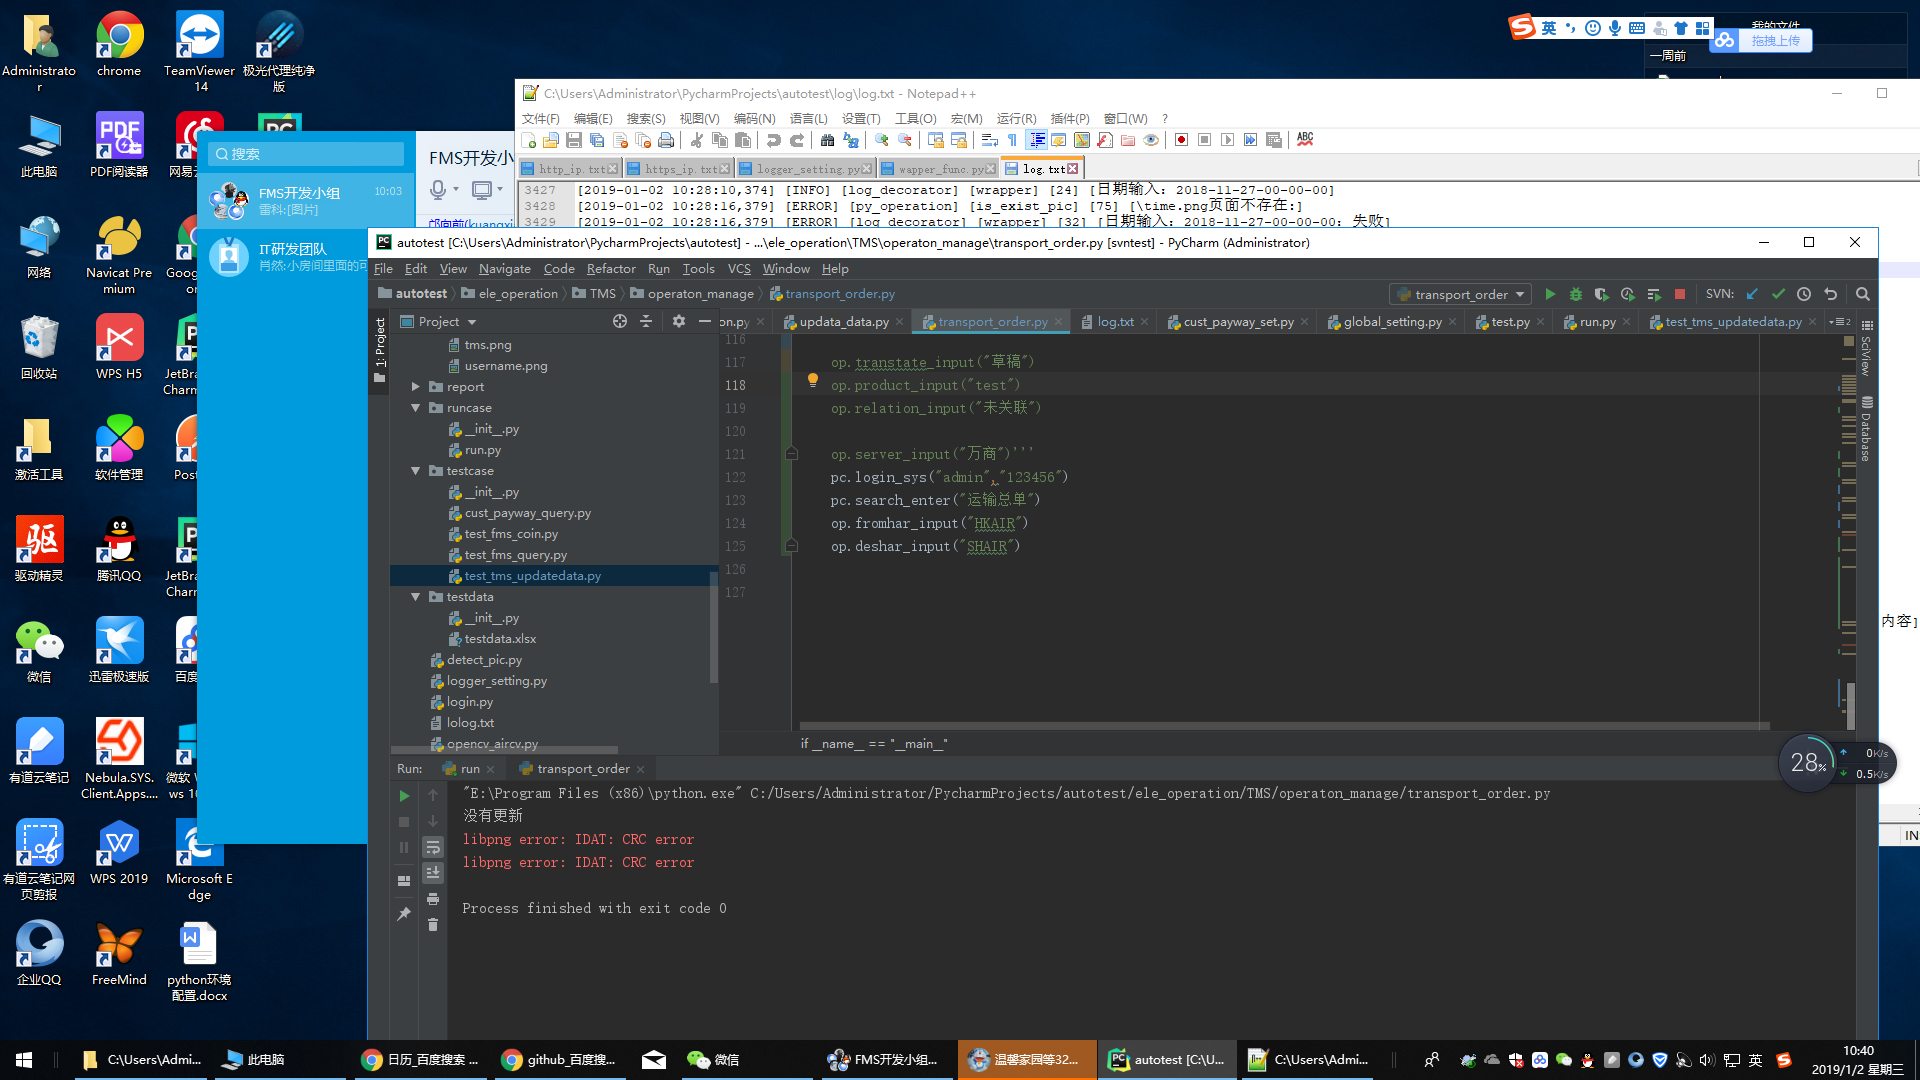 Administrato
r
chrome
TeamViewer
14
极光代理纯净
版
此电脑
PDF阅读器
网络
Navicat Pre
mium
回收站
WPS H5
激活工具
软件管理
驱动精灵
腾讯QQ
微信
迅雷极速版
有道云笔记
Nebula.SYS.
Client.Apps....
有道云笔记网
页剪报
WPS 2019
Microsoft E
dge
企业QQ
FreeMind
python环境
配置.docx
搜索
FMS开发小组
10:03
雷科:[图片]
IT研发团队
肖然:小房间里面的可
FMS开发小
英
我的文件
拖拽上传
一周前
C:\Users\Administrator\PycharmProjects\autotest\log\log.txt - Notepad++
文件(F) 编辑(E) 搜索(S) 视图(V) 编码(N) 语言(L) 设置(T) 工具(O) 宏(M) 运行(R) 插件(P) 窗口(W) ?
http_ip.txt https_ip.txt logger_setting.py wapper_func.py log.txt
3427 [2019-01-02 10:28:10,374] [INFO] [log_decorator] [wrapper] [24] [日期输入: 2018-11-27-00-00-00]
3428 [2019-01-02 10:28:16,379] [ERROR] [py_operation] [is_exist_pic] [75] [\time.png页面不存在:]
3429 [2019-01-02 10:28:16,379] [ERROR] [log_decorator] [wrapper] [32] [日期输入: 2018-11-27-00-00-00: 失败]
autotest [C:\Users\Administrator\PycharmProjects\autotest] - ...\ele_operation\TMS\operaton_manage\transport_order.py [svntest] - PyCharm (Administrator)
File Edit View Navigate Code Refactor Run Tools VCS Window Help
autotest ele_operation TMS operaton_manage transport_order.py
transport_order SVN:
1: Project
Project
on.py updata_data.py transport_order.py log.txt cust_payway_set.py global_setting.py test.py run.py test_tms_updatedata.py
tms.png
username.png
report
runcase
__init__.py
run.py
testcase
__init__.py
cust_payway_query.py
test_fms_coin.py
test_fms_query.py
test_tms_updatedata.py
testdata
__init__.py
testdata.xlsx
detect_pic.py
logger_setting.py
login.py
lolog.txt
opencv_aircv.py
116
117 op.transtate_input("草稿")
118 op.product_input("test")
119 op.relation_input("未关联")
120
121 op.server_input("万商")'''
122 pc.login_sys("admin","123456")
123 pc.search_enter("运输总单")
124 op.fromhar_input("HKAIR")
125 op.deshar_input("SHAIR")
126
127
if __name__ == "__main__"
SciView
Database
内容]
28%
0K/s
0.5K/s
IN
Run: run transport_order
"E:\Program Files (x86)\python.exe" C:/Users/Administrator/PycharmProjects/autotest/ele_operation/TMS/operaton_manage/transport_order.py
没有更新
libpng error: IDAT: CRC error
libpng error: IDAT: CRC error
Process finished with exit code 0
C:\Users\Admi... 此电脑 日历_百度搜索 ... github_百度搜... 微信 FMS开发小组... 温馨家园等32... autotest [C:\U... C:\Users\Admi...
英
10:40
2019/1/2 星期三